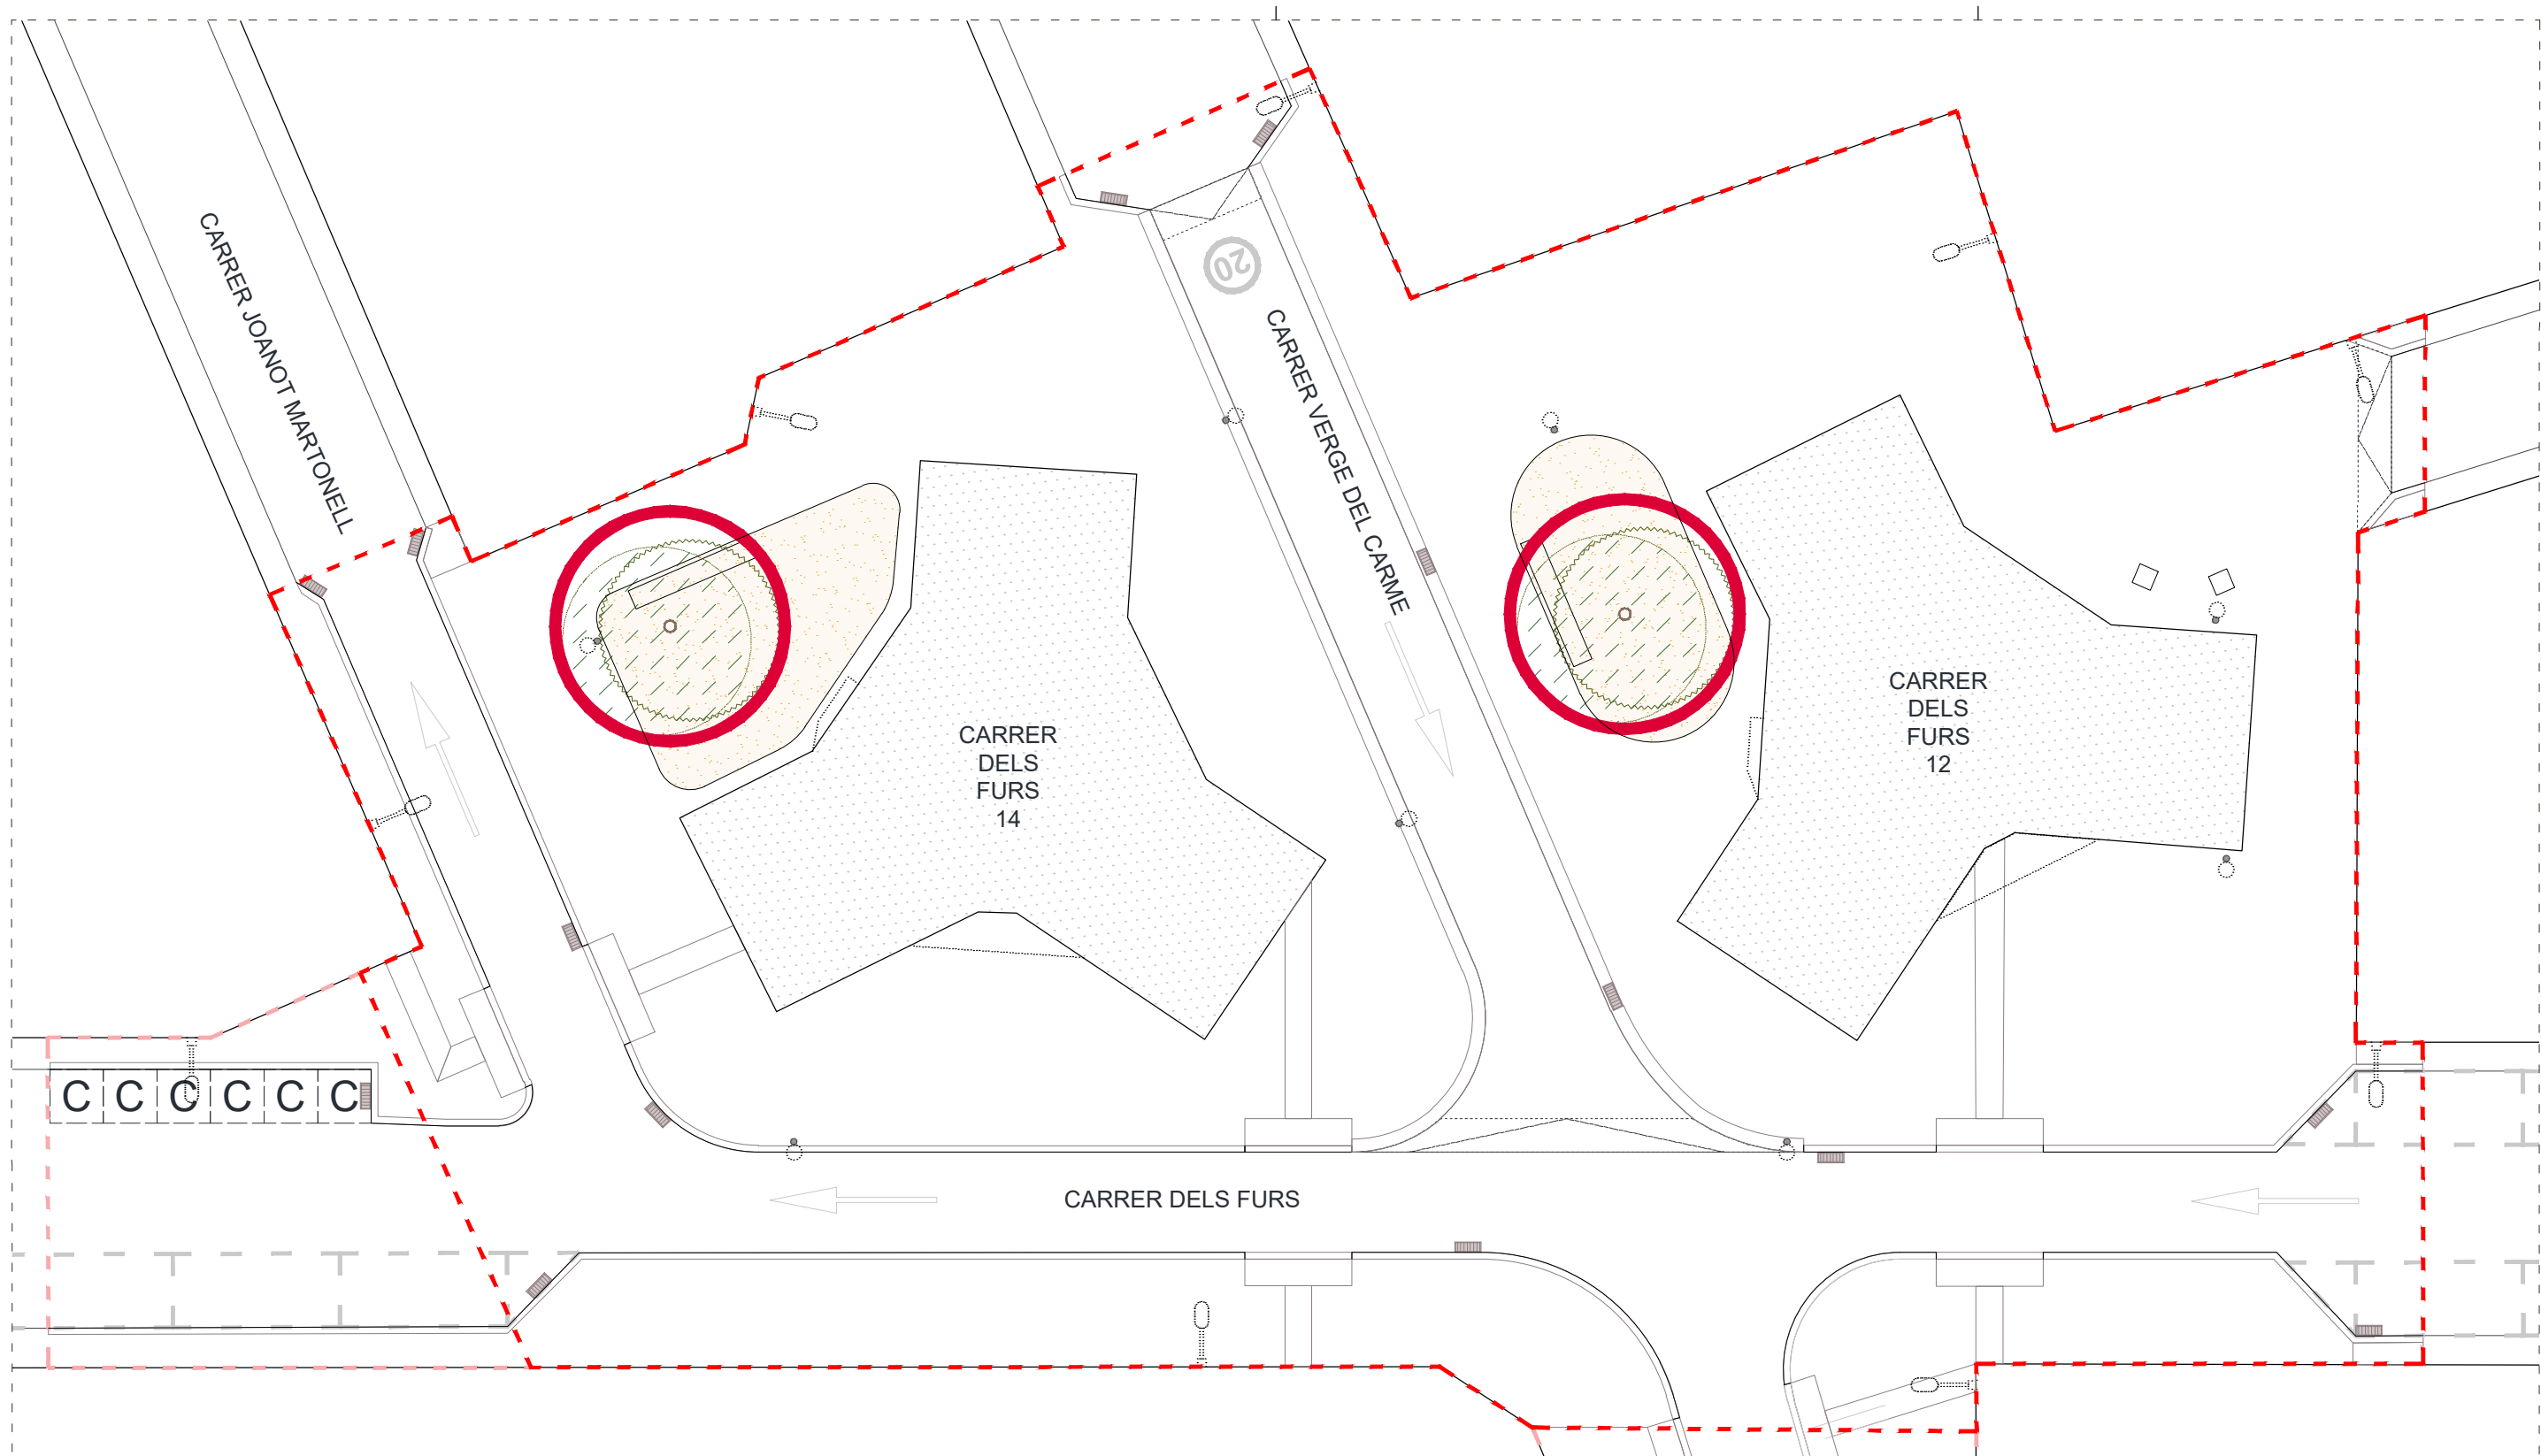 CARRER JOANOT MARTONELL
20
CARRER VERGE DEL CARME
CARRER
DELS
FURS
14
CARRER
DELS
FURS
12
C C C C C C
CARRER DELS FURS